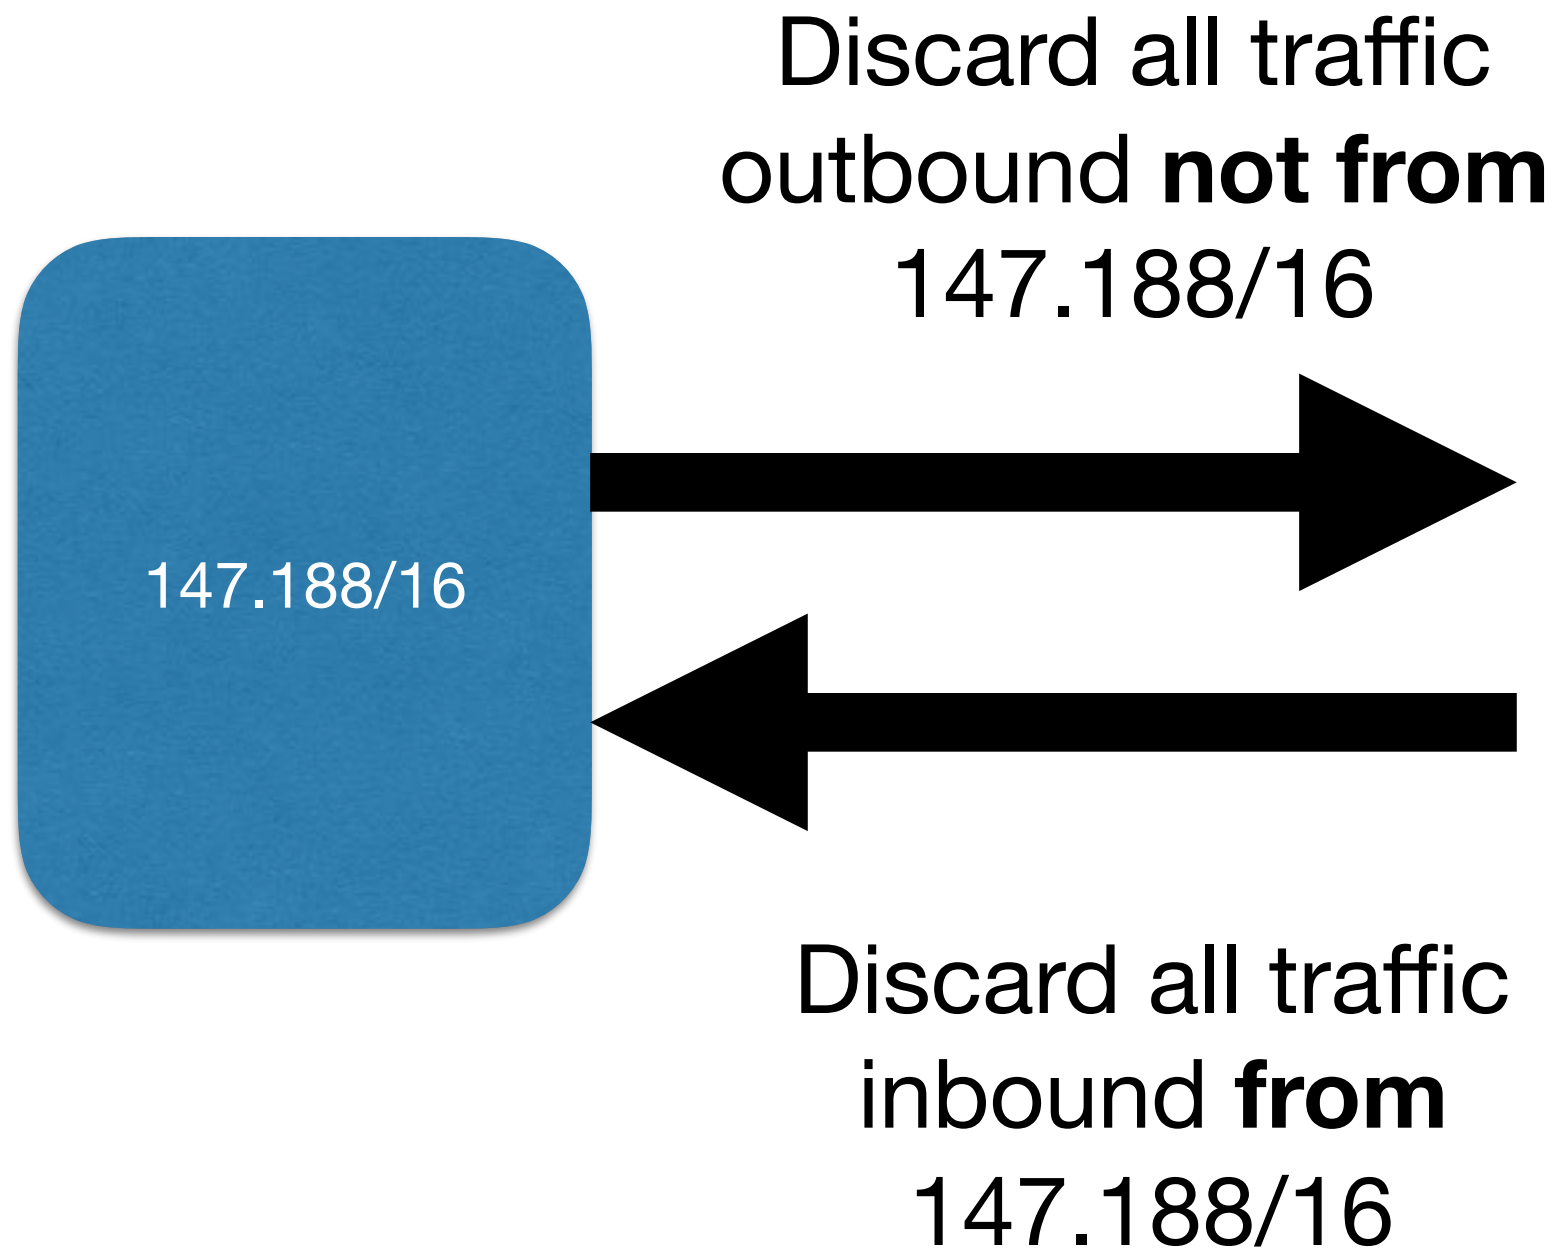 Discard all traffic
outbound not from
147.188/16
147.188/16
Discard all traffic
inbound from
147.188/16